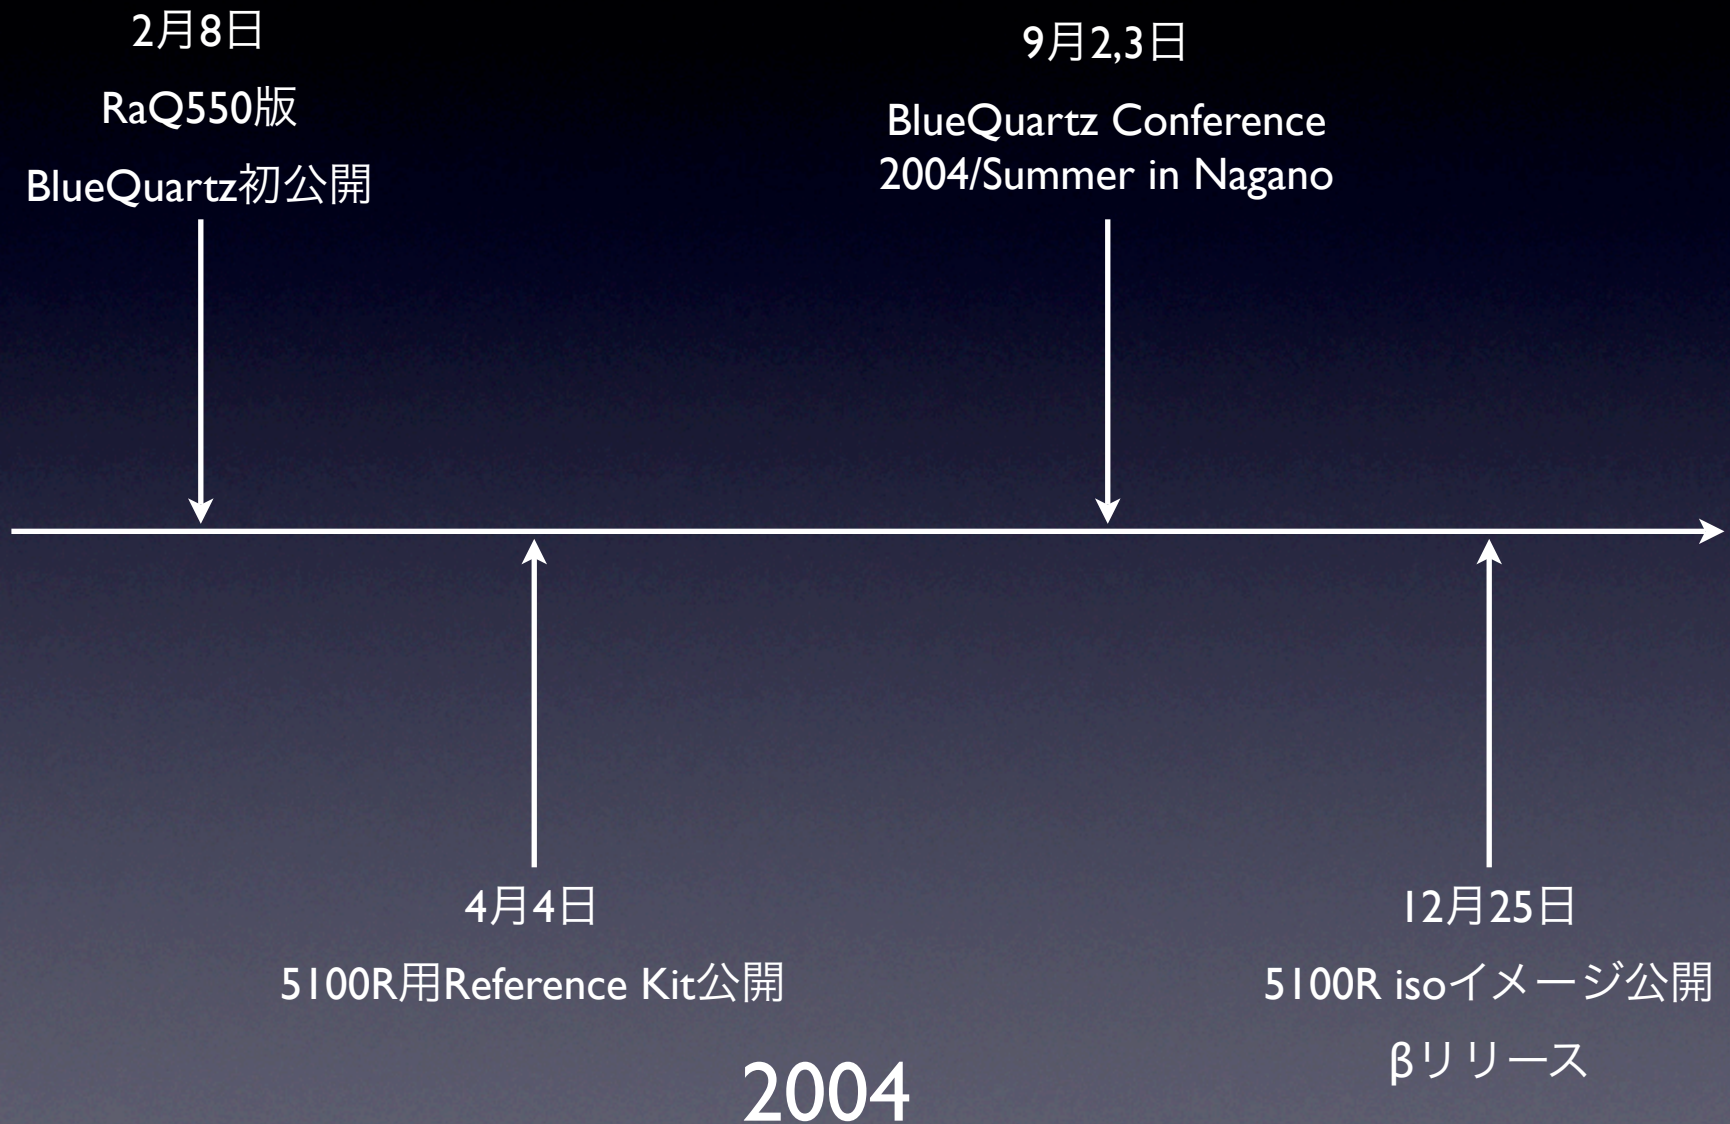 2月8日
RaQ550版
BlueQuartz初公開
9月2,3日
BlueQuartz Conference
2004/Summer in Nagano
4月4日
5100R用Reference Kit公開
12月25日
5100R isoイメージ公開
βリリース
2004